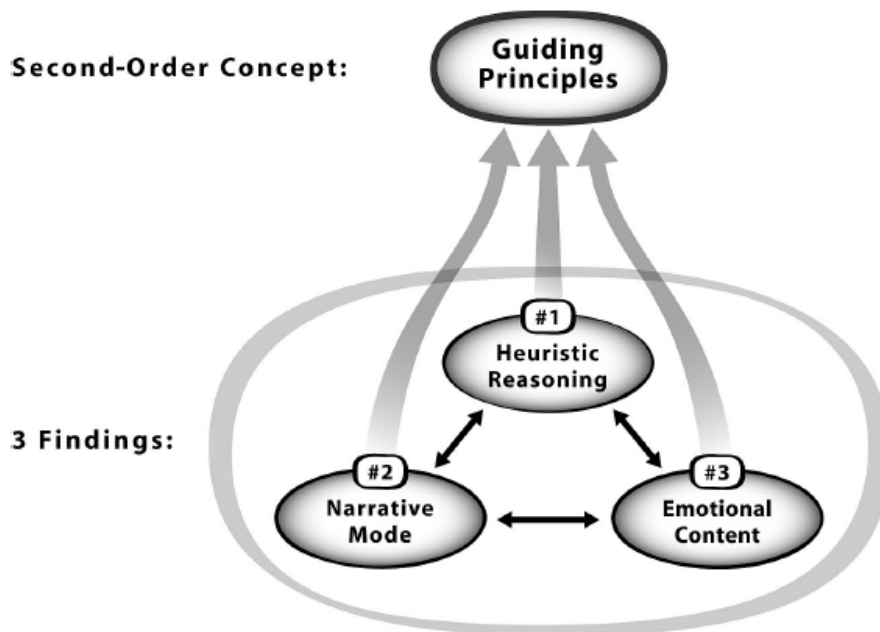 Guiding
Principles
Second-Order Concept:
#1
Heuristic
Reasoning
3 Findings:
#2
Narrative
Mode
#3
Emotional
Content